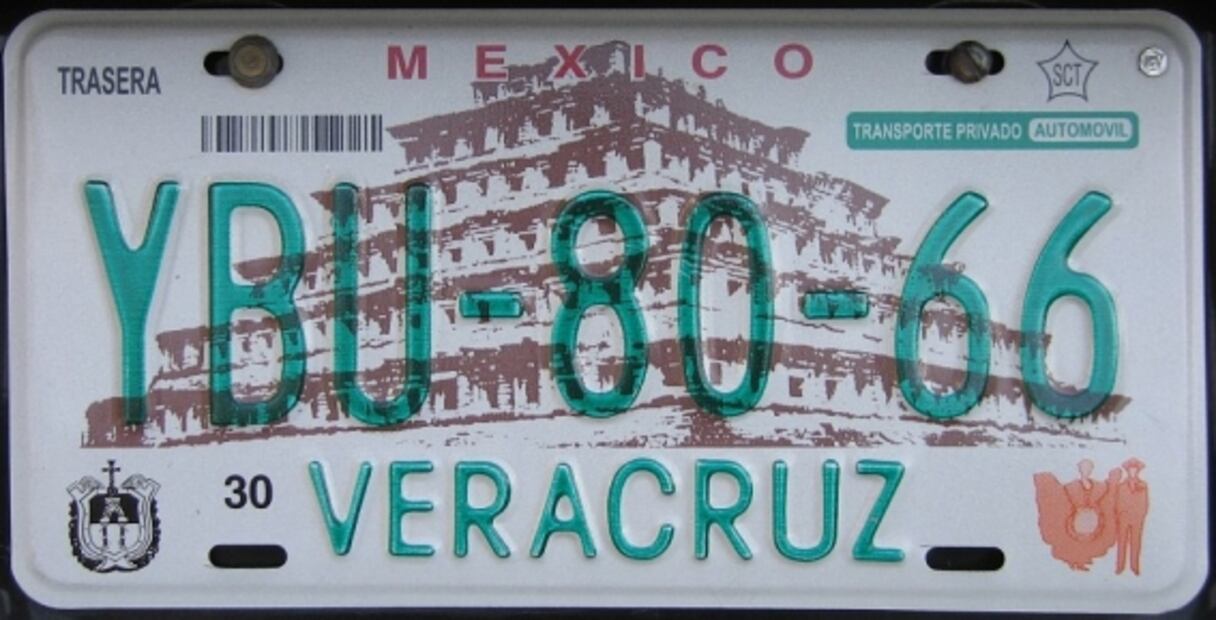 MEXICO
TRASERA
SCT
TRANSPORTE PRIVADO AUTOMOVIL
YBU-80-66
30
VERACRUZ